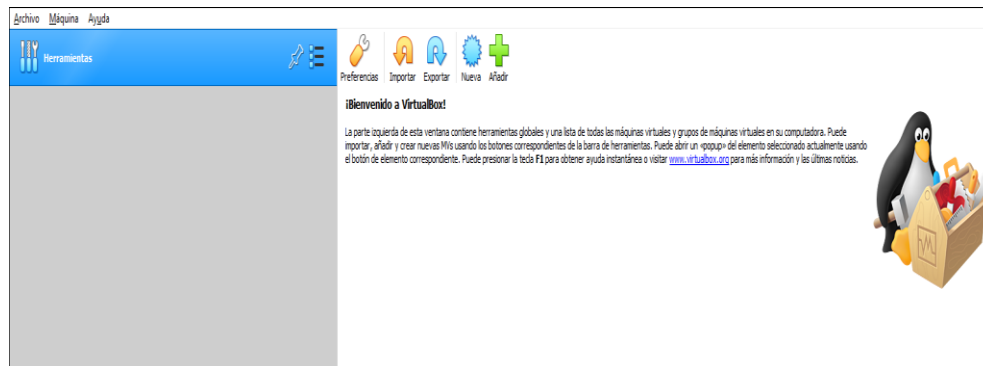 Archivo Máquina Ayuda
Herramientas
Preferencias Importar Exportar Nueva Añadir
¡Bienvenido a VirtualBox!
La parte izquierda de esta ventana contiene herramientas globales y una lista de todas las máquinas virtuales y grupos de máquinas virtuales en su computadora. Puede
importar, añadir y crear nuevas MVs usando los botones correspondientes de la barra de herramientas. Puede abrir un «popup» del elemento seleccionado actualmente usando
el botón de elemento correspondiente. Puede presionar la tecla F1 para obtener ayuda instantánea o visitar www.virtualbox.org para más información y las últimas noticias.